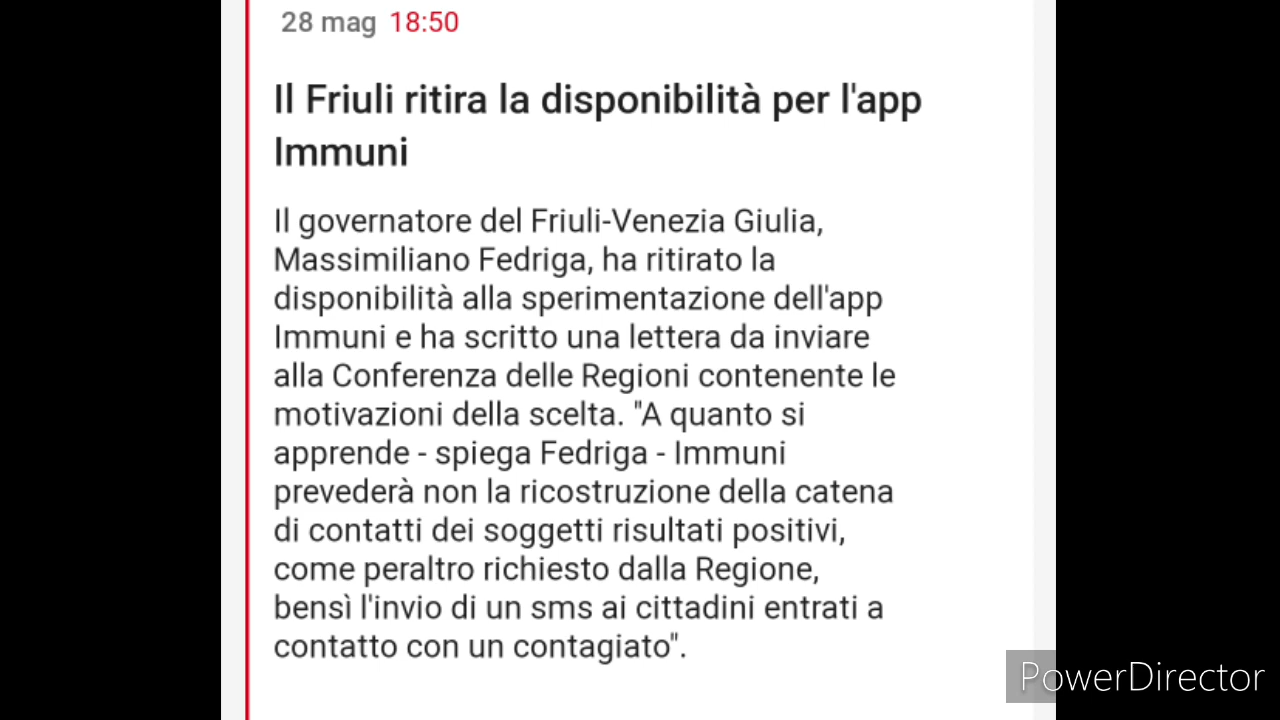 28 mag 18:50
Il Friuli ritira la disponibilità per l'app
Immuni
Il governatore del Friuli-Venezia Giulia,
Massimiliano Fedriga, ha ritirato la
disponibilità alla sperimentazione dell'app
Immuni e ha scritto una lettera da inviare
alla Conferenza delle Regioni contenente le
motivazioni della scelta. "A quanto si
apprende - spiega Fedriga - Immuni
prevederà non la ricostruzione della catena
di contatti dei soggetti risultati positivi,
come peraltro richiesto dalla Regione,
bensì l'invio di un sms ai cittadini entrati a
contatto con un contagiato".
PowerDirector